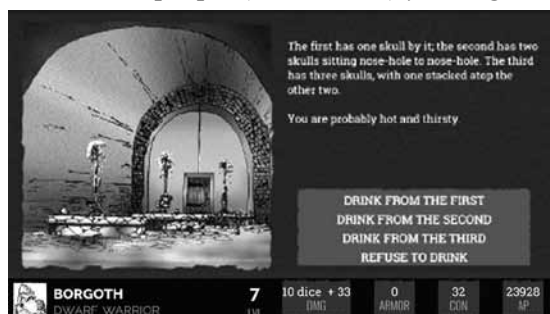 The first has one skull by it; the second has two
skulls sitting nose-hole to nose-hole. The third
has three skulls, with one stacked atop the
other two.
You are probably hot and thirsty
DRINK FROM THE FIRST
DRINK FROM THE SECOND
DRINK FROM THE THIRD
REFUSE TO DRINK
BORGOTH
DWARF WARRIOR
7
LVL
10 dice + 33
DMG
0
ARMOR
32
CON
23928
AP